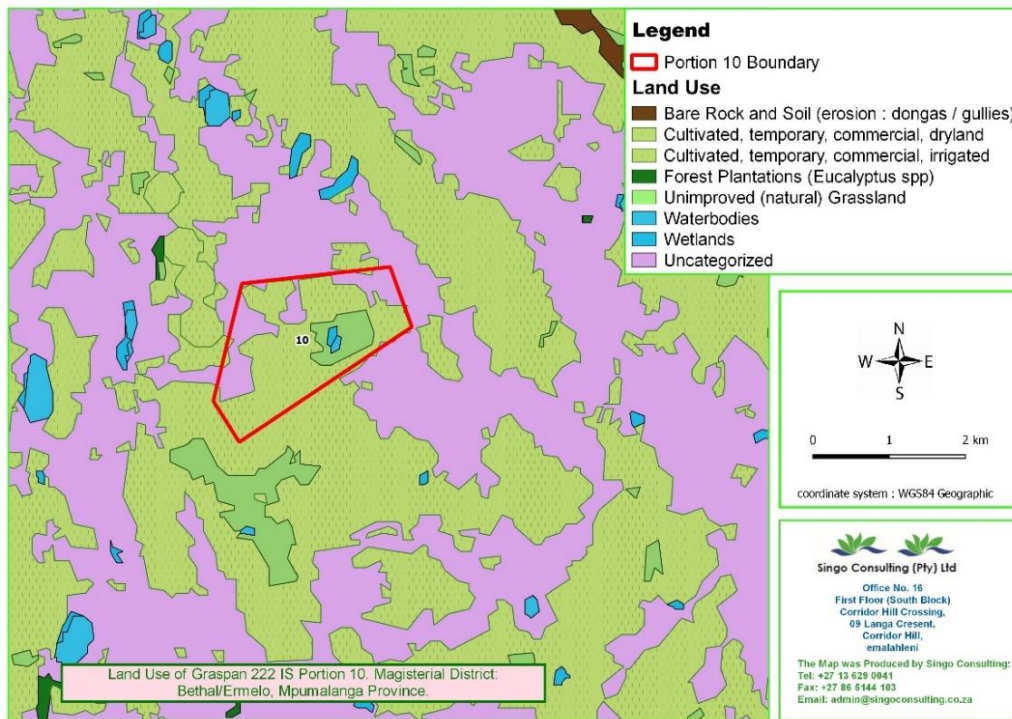 Legend
Portion 10 Boundary
Land Use
Bare Rock and Soil (erosion : dongas / gullies)
Cultivated, temporary, commercial, dryland
Cultivated, temporary, commercial, irrigated
Forest Plantations (Eucalyptus spp)
Unimproved (natural) Grassland
Waterbodies
Wetlands
Uncategorized
10
N
W E
S
0 1 2 km
coordinate system : WGS84 Geographic
Singo Consulting (Pty) Ltd
Office No. 16
First Floor (South Block)
Corridor Hill Crossing,
09 Langa Cresent,
Corridor Hill,
emalahleni
The Map was Produced by Singo Consulting:
Tel: +27 13 629 0041
Fax: +27 86 5144 103
Email: admin@singoconsulting.co.za
Land Use of Graspan 222 IS Portion 10. Magisterial District:
Bethal/Ermelo, Mpumalanga Province.